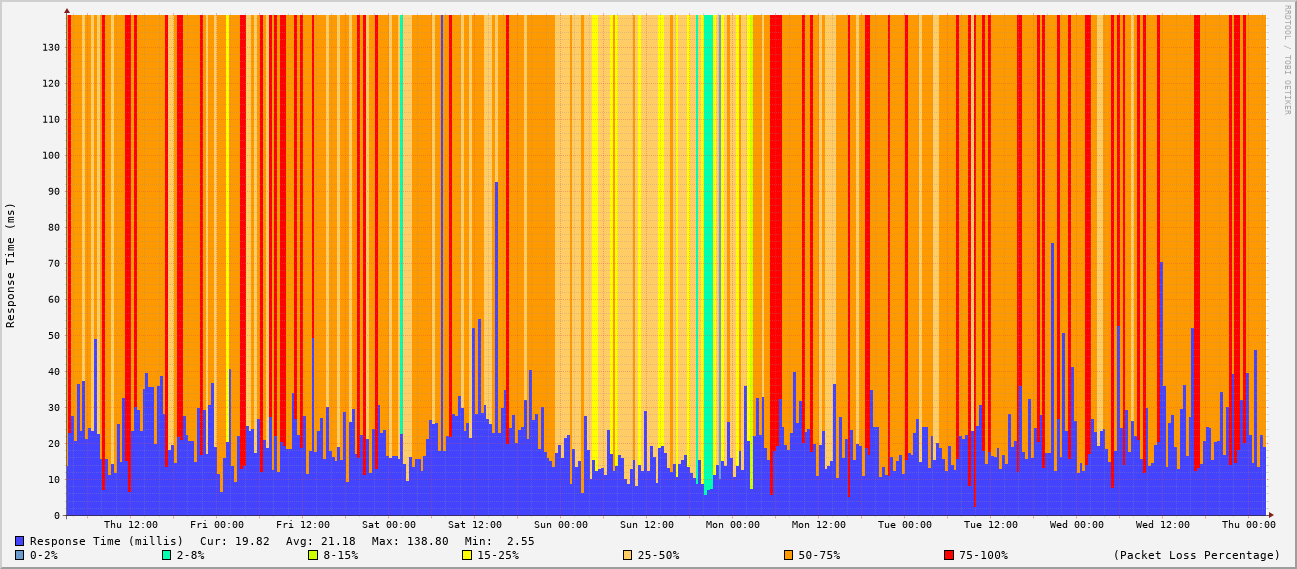 RRDTOOL / TOBI OETIKER
Response Time (ms)
130
120
110
100
90
80
70
60
50
40
30
20
10
0
Thu 12:00 Fri 00:00 Fri 12:00 Sat 00:00 Sat 12:00 Sun 00:00 Sun 12:00 Mon 00:00 Mon 12:00 Tue 00:00 Tue 12:00 Wed 00:00 Wed 12:00 Thu 00:00
Response Time (millis) Cur: 19.82 Avg: 21.18 Max: 138.80 Min: 2.55
0-2% 2-8% 8-15% 15-25% 25-50% 50-75% 75-100% (Packet Loss Percentage)